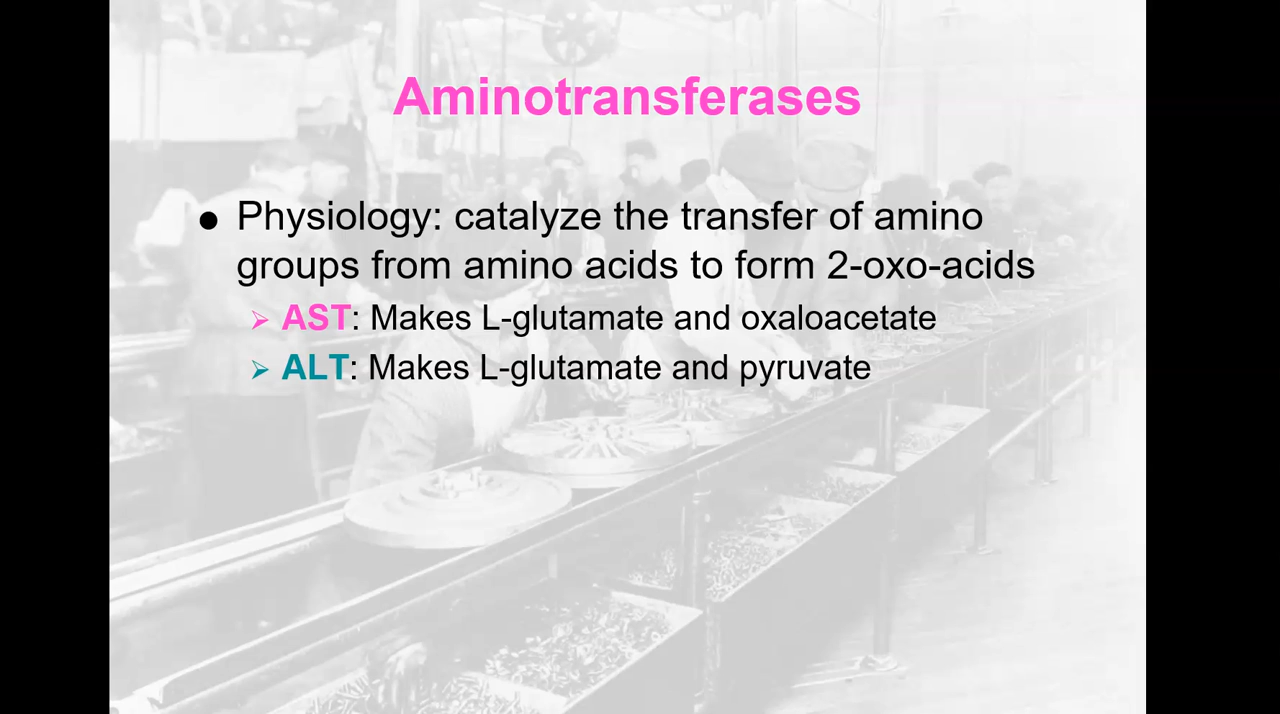 Aminotransferases
● Physiology: catalyze the transfer of amino
groups from amino acids to form 2-oxo-acids
➢ AST: Makes L-glutamate and oxaloacetate
➢ ALT: Makes L-glutamate and pyruvate